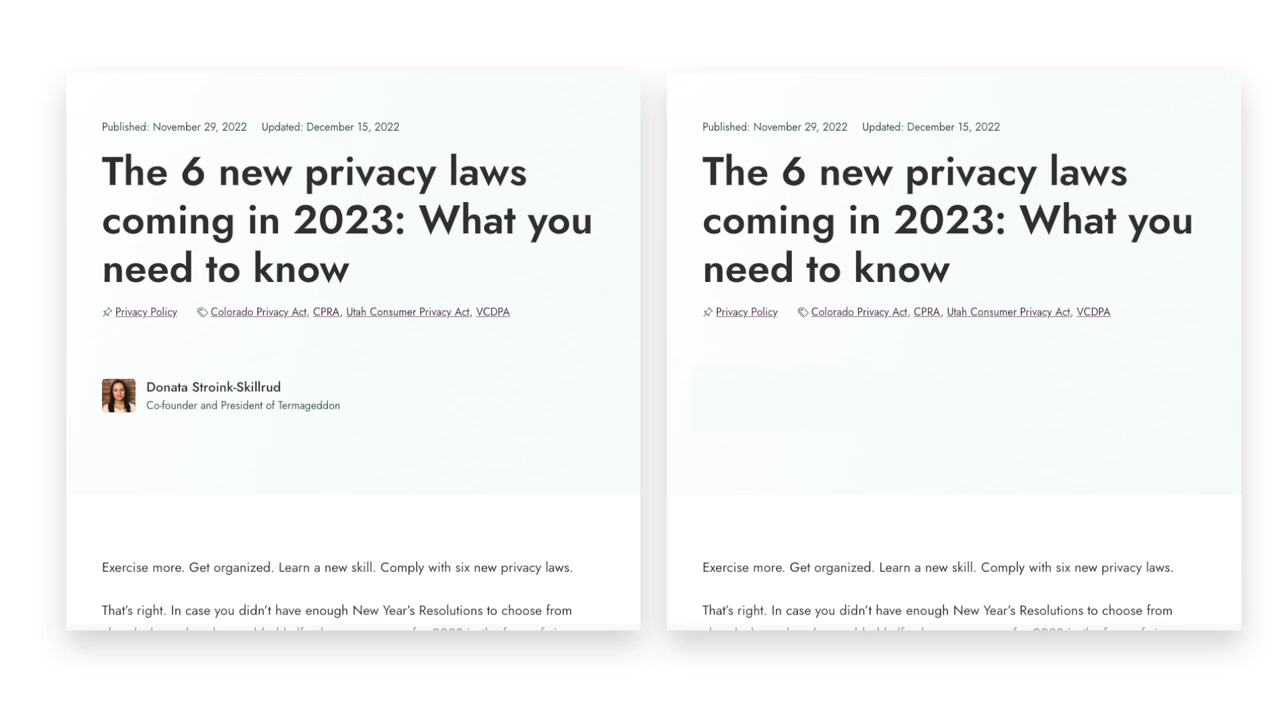 Published: November 29, 2022 Updated: December 15, 2022
The 6 new privacy laws
coming in 2023: What you
need to know
Privacy Policy Colorado Privacy Act, CPRA, Utah Consumer Privacy Act, VCDPA
Donata Stroink-Skillrud
Co-founder and President of Termageddon
Exercise more. Get organized. Learn a new skill. Comply with six new privacy laws.
That’s right. In case you didn’t have enough New Year’s Resolutions to choose from
Published: November 29, 2022 Updated: December 15, 2022
The 6 new privacy laws
coming in 2023: What you
need to know
Privacy Policy Colorado Privacy Act, CPRA, Utah Consumer Privacy Act, VCDPA
Exercise more. Get organized. Learn a new skill. Comply with six new privacy laws.
That’s right. In case you didn’t have enough New Year’s Resolutions to choose from